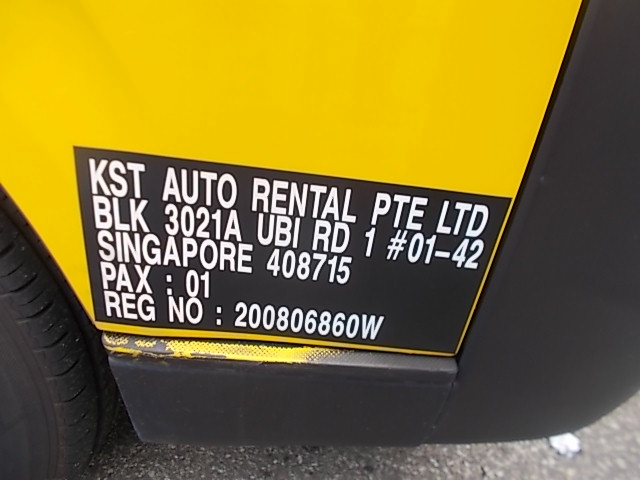 KST AUTO RENTAL PTE LTD
BLK 3021A UBI RD 1 #01-42
SINGAPORE 408715
PAX : 01
REG NO : 200806860W